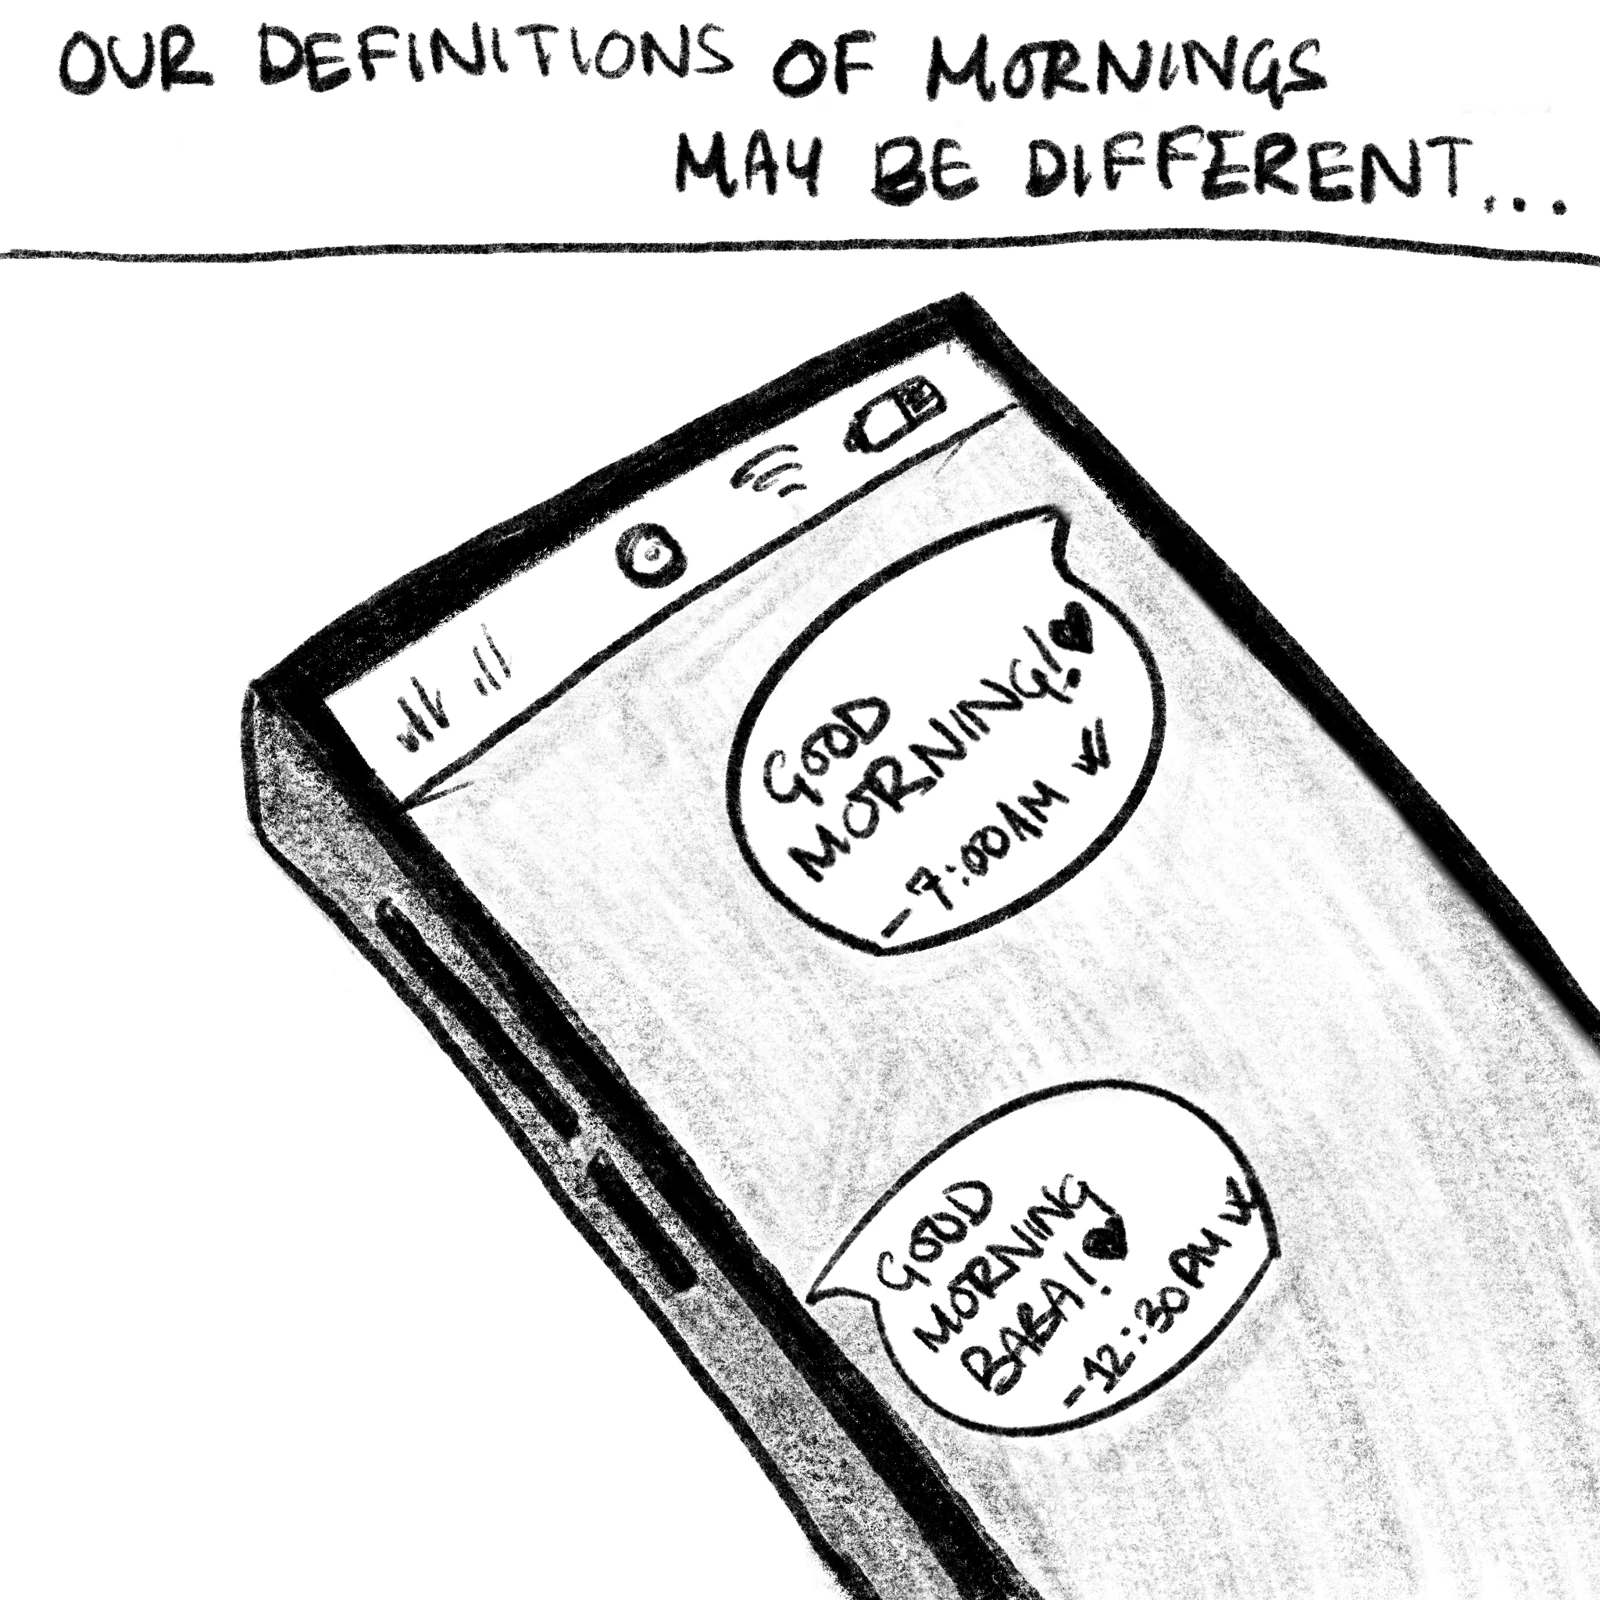 OUR DEFINITIONS OF MORNINGS
MAY BE DIFFERENT...
GOOD
MORNING!
-7:00AM
GOOD
MORNING
BABA!
-12:30PM